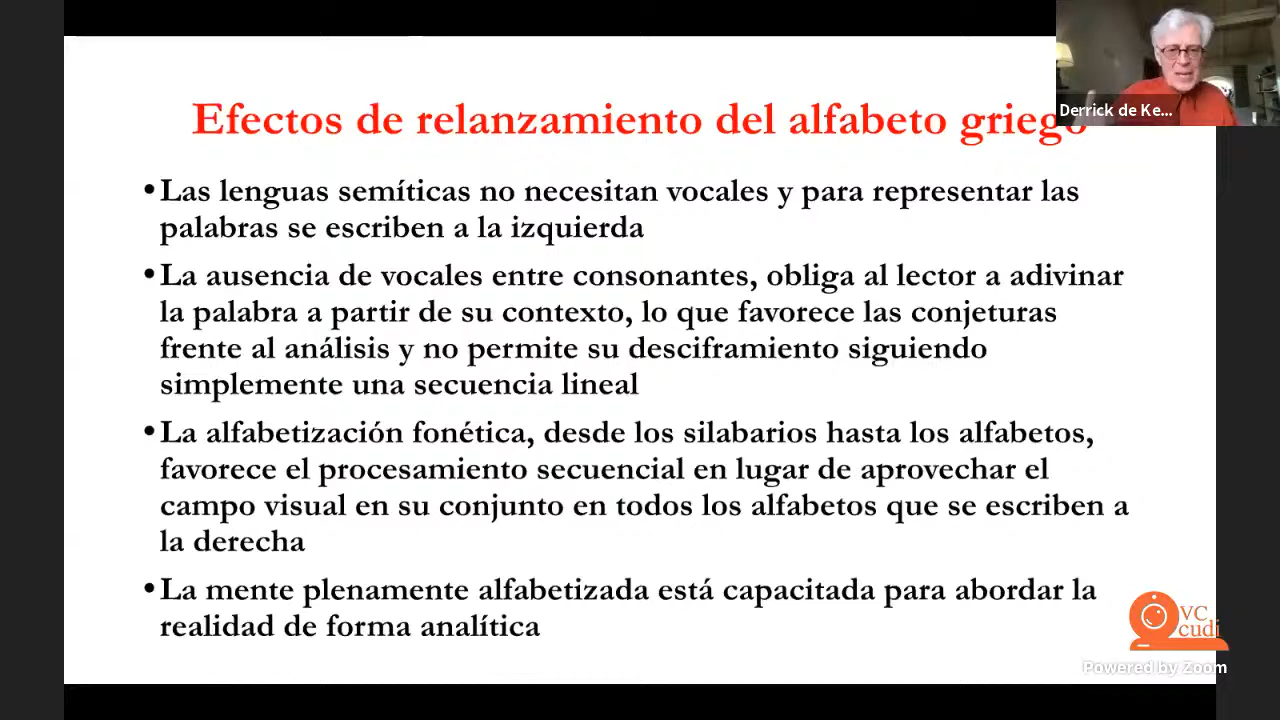 Efectos de relanzamiento del alfabeto griego
Derrick de Ke...
•Las lenguas semíticas no necesitan vocales y para representar las
palabras se escriben a la izquierda
•La ausencia de vocales entre consonantes, obliga al lector a adivinar
la palabra a partir de su contexto, lo que favorece las conjeturas
frente al análisis y no permite su desciframiento siguiendo
simplemente una secuencia lineal
•La alfabetización fonética, desde los silabarios hasta los alfabetos,
favorece el procesamiento secuencial en lugar de aprovechar el
campo visual en su conjunto en todos los alfabetos que se escriben a
la derecha
•La mente plenamente alfabetizada está capacitada para abordar la
realidad de forma analítica
VC
cudi
Powered by Zoom